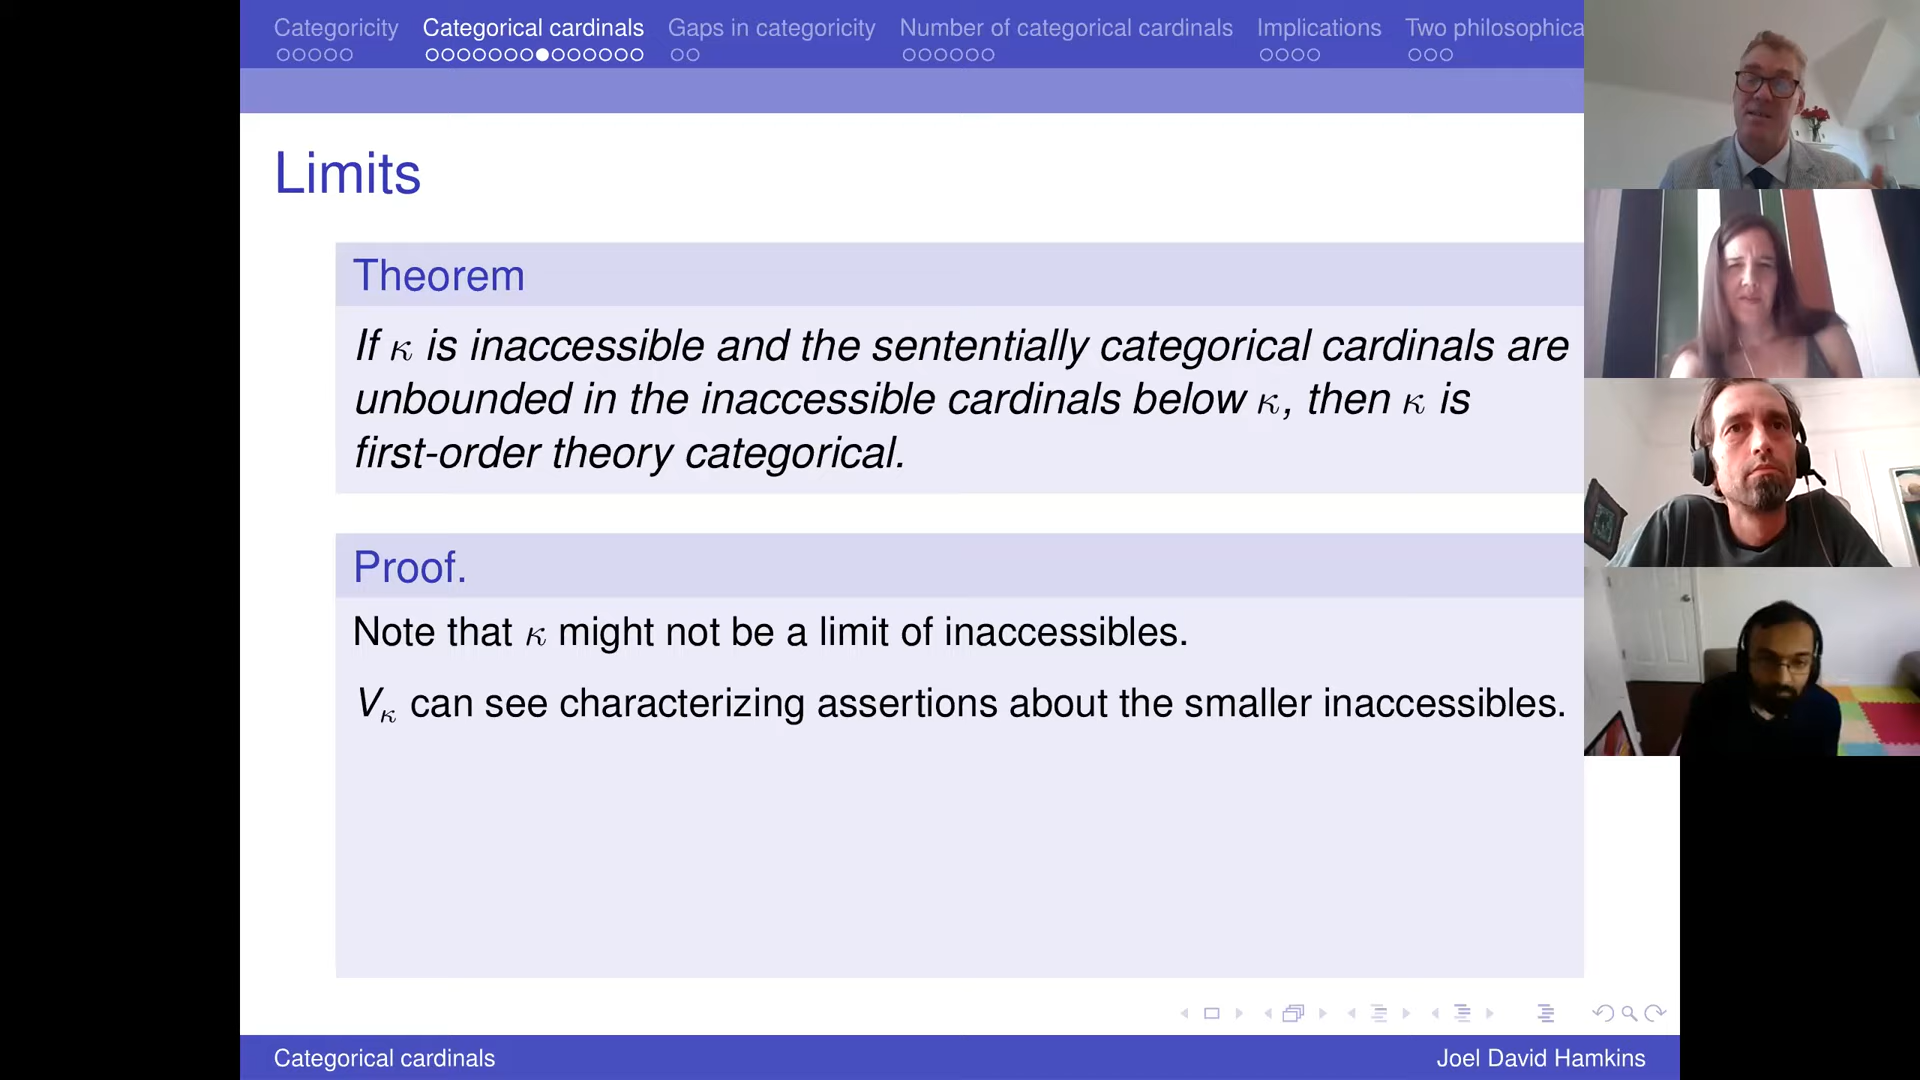 Categoricity Categorical cardinals Gaps in categoricity Number of categorical cardinals Implications Two philosophica
Limits
Theorem
If κ is inaccessible and the sententially categorical cardinals are
unbounded in the inaccessible cardinals below κ, then κ is
first-order theory categorical.
Proof.
Note that κ might not be a limit of inaccessibles.
Vκ can see characterizing assertions about the smaller inaccessibles.
Categorical cardinals Joel David Hamkins